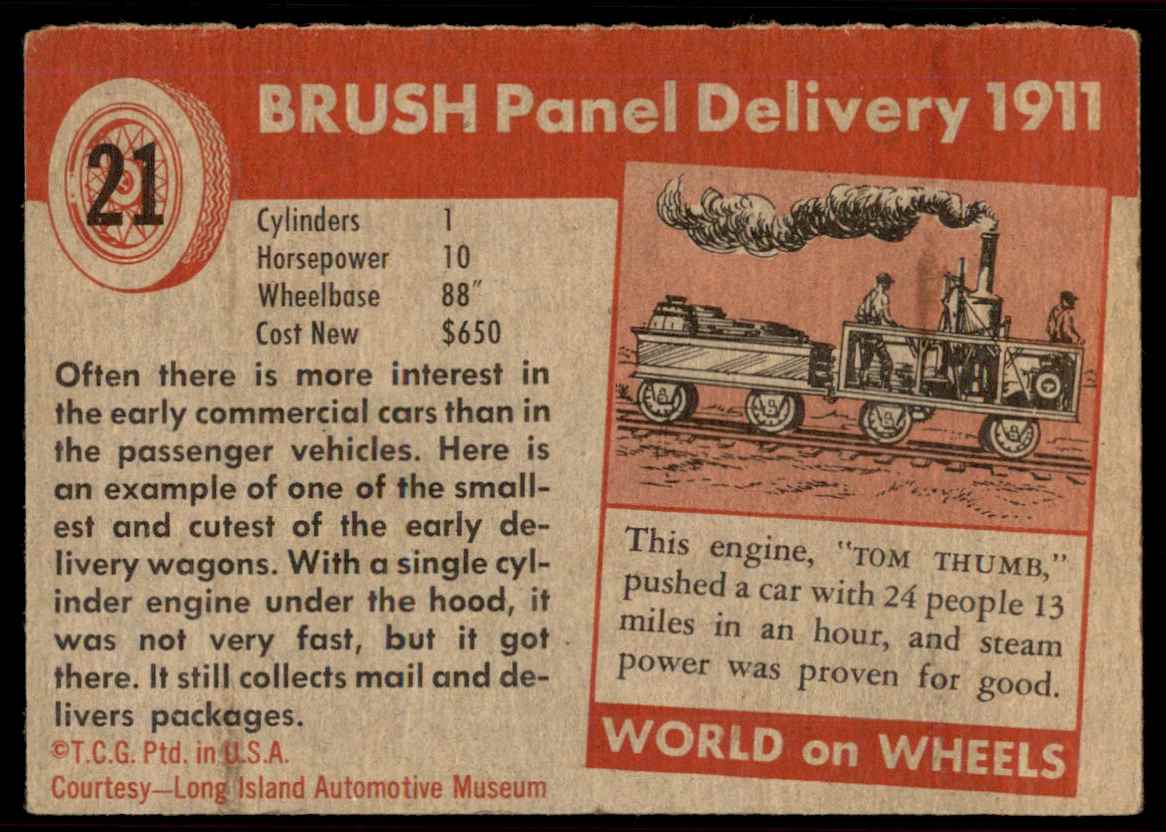 21
BRUSH Panel Delivery 1911
Cylinders 1
Horsepower 10
Wheelbase 88"
Cost New $650
Often there is more interest in
the early commercial cars than in
the passenger vehicles. Here is
an example of one of the small-
est and cutest of the early de-
livery wagons. With a single cyl-
inder engine under the hood, it
was not very fast, but it got
there. It still collects mail and de-
livers packages.
©T.C.G. Ptd. in U.S.A.
Courtesy—Long Island Automotive Museum
This engine, "TOM THUMB,"
pushed a car with 24 people 13
miles in an hour, and steam
power was proven for good.
WORLD on WHEELS